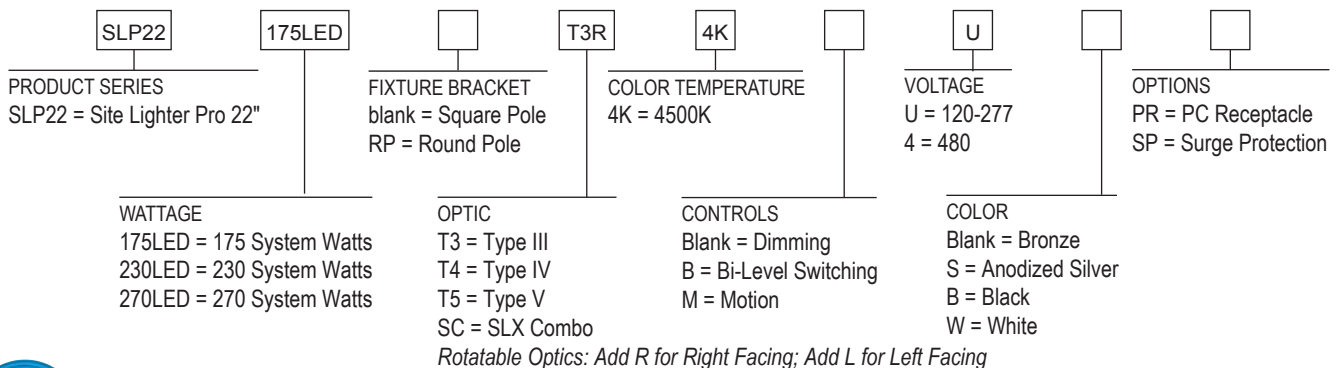 SLP22
175LED
T3R
4K
U
PRODUCT SERIES
SLP22 = Site Lighter Pro 22"
FIXTURE BRACKET
blank = Square Pole
RP = Round Pole
COLOR TEMPERATURE
4K = 4500K
VOLTAGE
U = 120-277
4 = 480
OPTIONS
PR = PC Receptacle
SP = Surge Protection
WATTAGE
175LED = 175 System Watts
230LED = 230 System Watts
270LED = 270 System Watts
OPTIC
T3 = Type III
T4 = Type IV
T5 = Type V
SC = SLX Combo
Rotatable Optics: Add R for Right Facing; Add L for Left Facing
CONTROLS
Blank = Dimming
B = Bi-Level Switching
M = Motion
COLOR
Blank = Bronze
S = Anodized Silver
B = Black
W = White